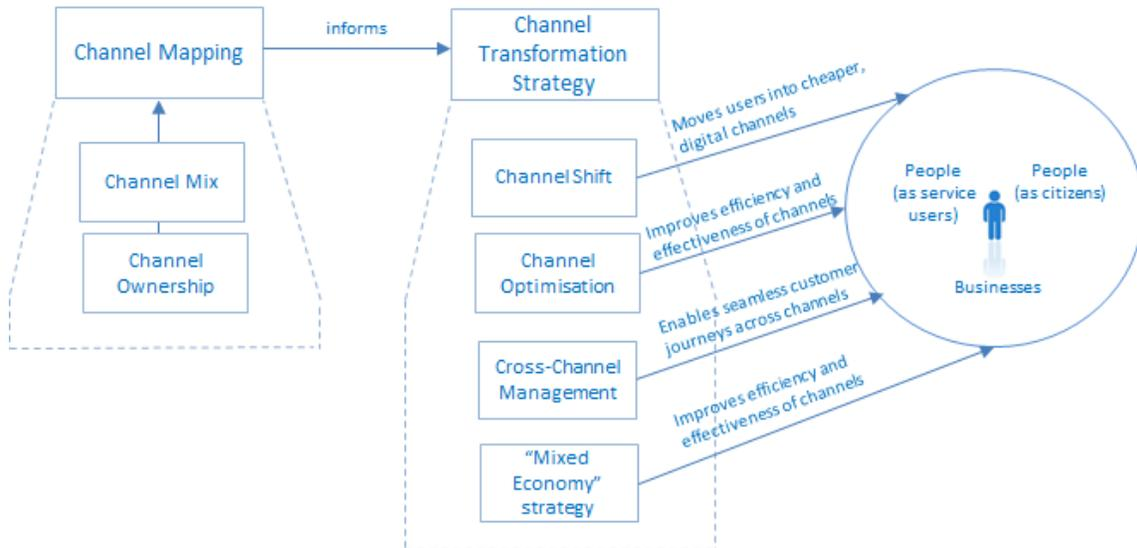 Channel Mapping
informs
Channel
Transformation
Strategy
Channel Mix
Channel
Ownership
Channel Shift
Moves users into cheaper,
digital channels
Channel
Optimisation
Improves efficiency and
effectiveness of channels
Cross-Channel
Management
Enables seamless customer
journeys across channels
“Mixed
Economy”
strategy
Improves efficiency and
effectiveness of channels
People
(as service
users)
People
(as citizens)
Businesses